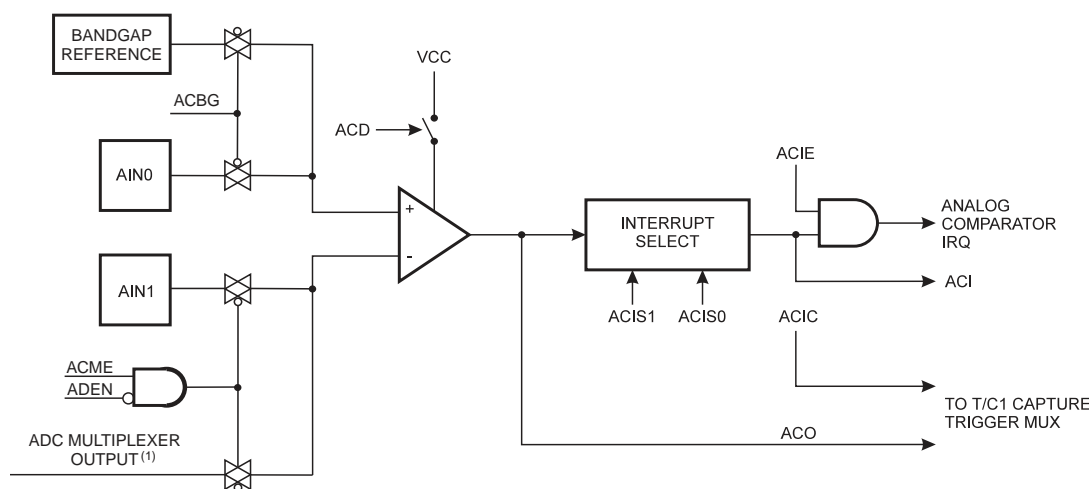 BANDGAP
REFERENCE
VCC
ACBG
ACD
AIN0
ACIE
+
-
INTERRUPT
SELECT
ANALOG
COMPARATOR
IRQ
AIN1
ACI
ACIS1
ACIS0
ACIC
ACME
ADEN
TO T/C1 CAPTURE
TRIGGER MUX
ADC MULTIPLEXER
OUTPUT (1)
ACO